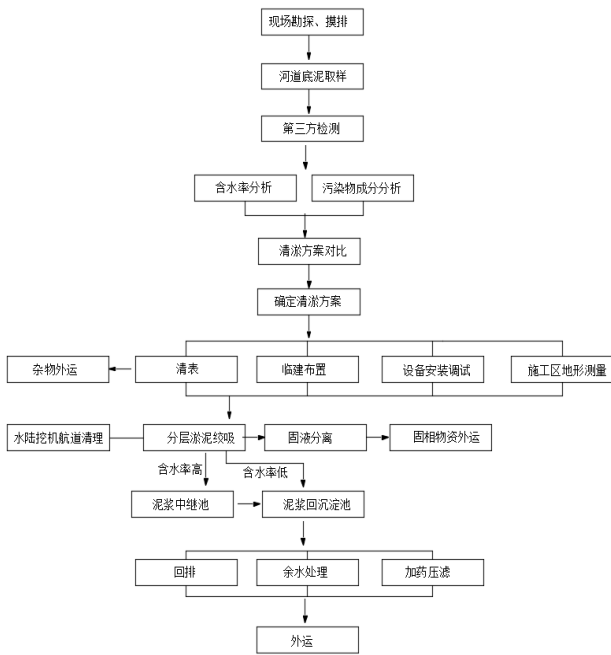 现场勘探、摸排
河道底泥取样
第三方检测
含水率分析
污染物成分分析
清淤方案对比
确定清淤方案
杂物外运
清表
临建布置
设备安装调试
施工区地形测量
水陆挖机航道清理
分层淤泥绞吸
固液分离
固相物资外运
含水率高
含水率低
泥浆中继池
泥浆回沉淀池
回排
余水处理
加药压滤
外运